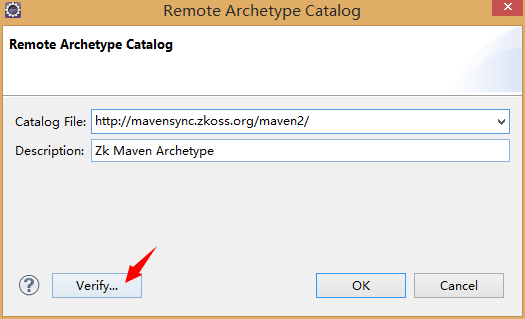 Remote Archetype Catalog
Remote Archetype Catalog
Catalog File: http://mavensync.zkoss.org/maven2/
Description: Zk Maven Archetype
? Verify... OK Cancel